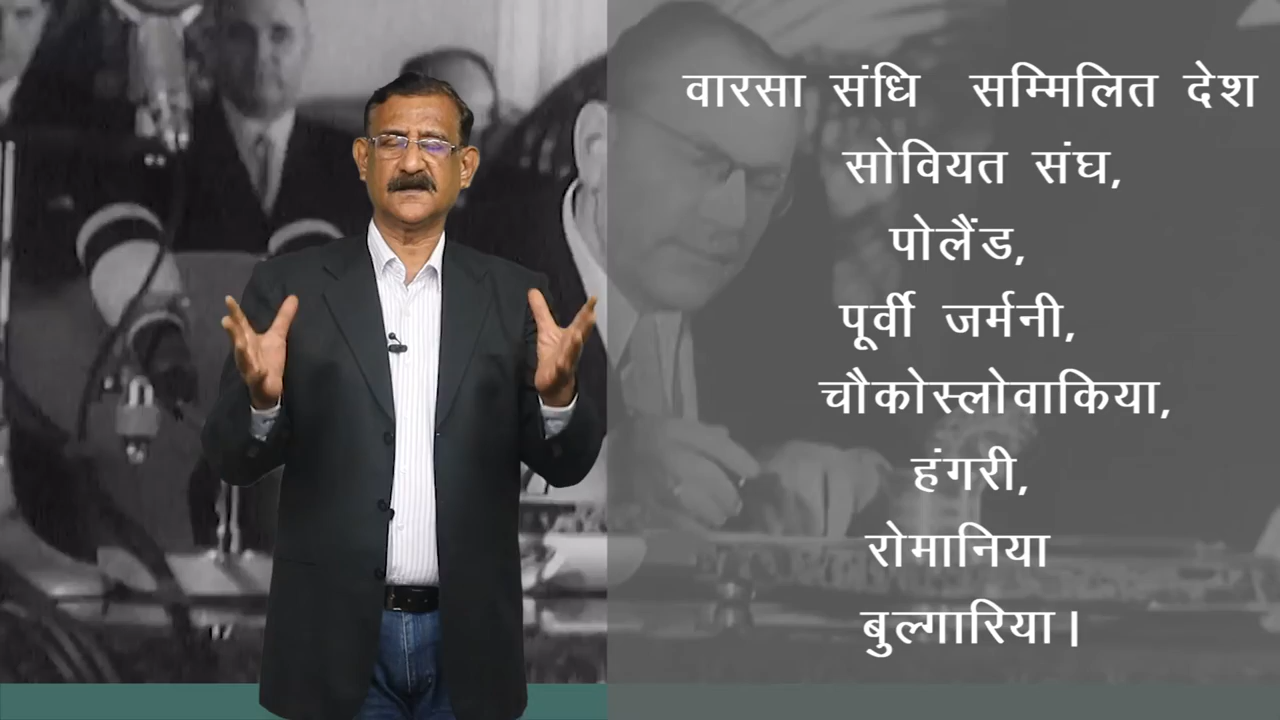 वारसा संधि सम्मिलित देश
सोवियत संघ,
पोलैंड,
पूर्वी जर्मनी,
चौकोस्लोवाकिया,
हंगरी,
रोमानिया
बुल्गारिया।